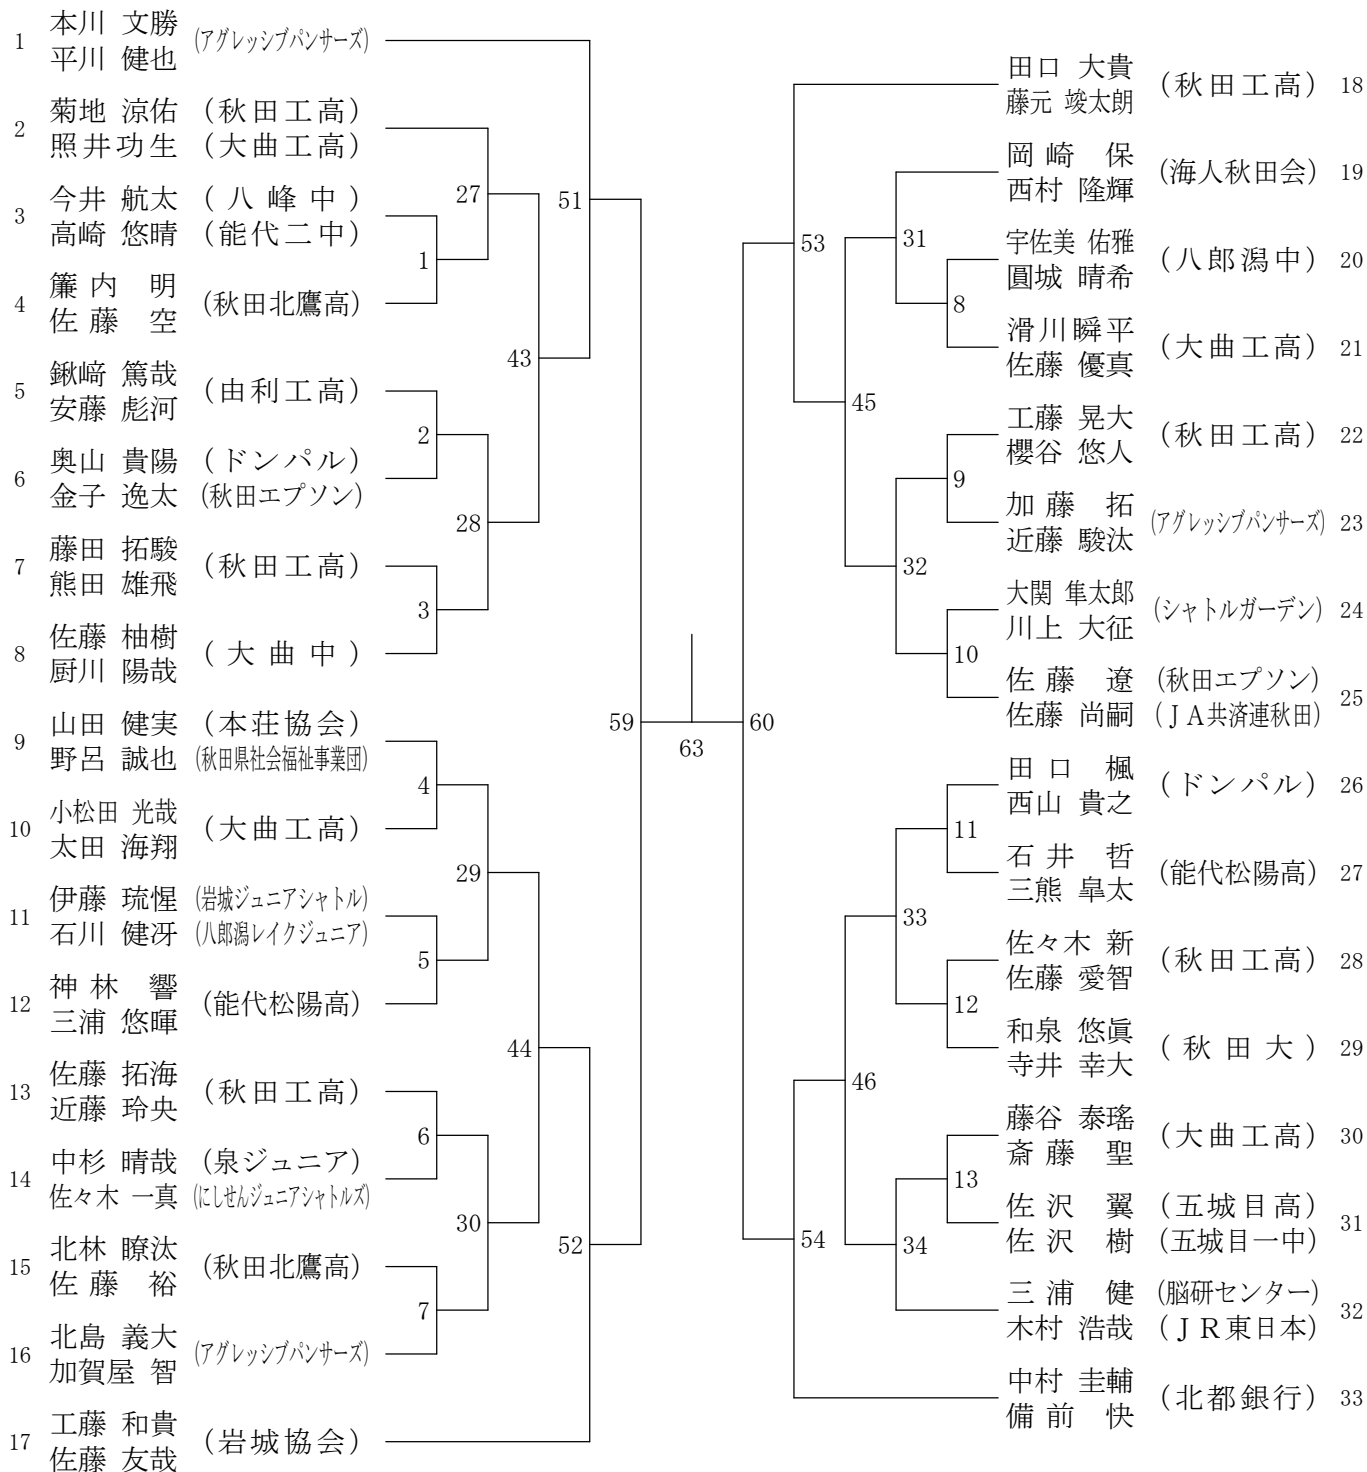 1 本川 文勝 (アグレッシブパンサーズ)
平川 健也
2 菊地 涼佑 (秋田工高)
照井功生 (大曲工高)
3 今井 航太 (八峰中)
高崎 悠晴 (能代二中)
4 簾内 明 (秋田北鷹高)
佐藤 空
5 鍬﨑 篤哉 (由利工高)
安藤 彪河
6 奥山 貴陽 (ドンパル)
金子 逸太 (秋田エプソン)
7 藤田 拓駿 (秋田工高)
熊田 雄飛
8 佐藤 柚樹 (大曲中)
厨川 陽哉
9 山田 健実 (本荘協会)
野呂 誠也 (秋田県社会福祉事業団)
10 小松田 光哉 (大曲工高)
太田 海翔
11 伊藤 琉惺 (岩城ジュニアシャトル)
石川 健冴 (八郎潟レイクジュニア)
12 神林 響 (能代松陽高)
三浦 悠暉
13 佐藤 拓海 (秋田工高)
近藤 玲央
14 中杉 晴哉 (泉ジュニア)
佐々木 一真 (にしせんジュニアシャトルズ)
15 北林 瞭汰 (秋田北鷹高)
佐藤 裕
16 北島 義大 (アグレッシブパンサーズ)
加賀屋 智
17 工藤 和貴 (岩城協会)
佐藤 友哉
27
1
2
28
3
43
51
4
29
5
44
6
30
7
52
59
63
60
53
31
8
45
9
32
10
11
33
12
46
13
34
54
田口 大貴 (秋田工高) 18
藤元 竣太朗
岡崎 保 (海人秋田会) 19
西村 隆輝
宇佐美 佑雅 (八郎潟中) 20
圓城 晴希
滑川瞬平 (大曲工高) 21
佐藤 優真
工藤 晃大 (秋田工高) 22
櫻谷 悠人
加藤 拓 (アグレッシブパンサーズ) 23
近藤 駿汰
大関 隼太郎 (シャトルガーデン) 24
川上 大征
佐藤 遼 (秋田エプソン) 25
佐藤 尚嗣 (ＪＡ共済連秋田)
田口 楓 (ドンパル) 26
西山 貴之
石井 哲 (能代松陽高) 27
三熊 皐太
佐々木 新 (秋田工高) 28
佐藤 愛智
和泉 悠眞 (秋田大) 29
寺井 幸大
藤谷 泰瑤 (大曲工高) 30
斎藤 聖
佐沢 翼 (五城目高) 31
佐沢 樹 (五城目一中)
三浦 健 (脳研センター) 32
木村 浩哉 (ＪＲ東日本)
中村 圭輔 (北都銀行) 33
備前 快